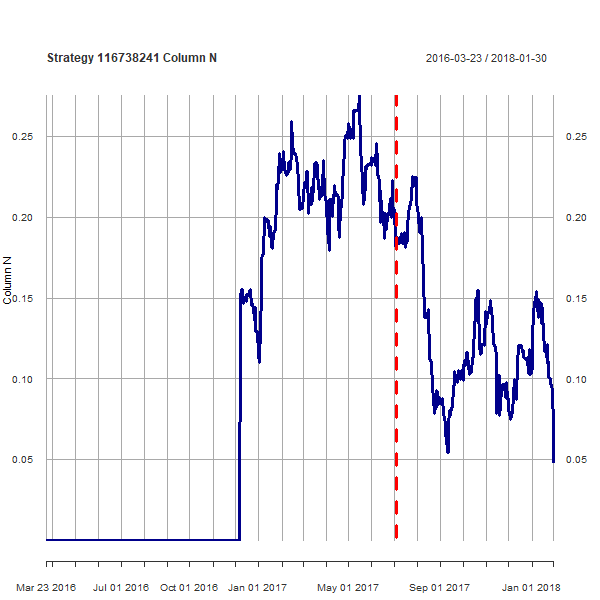 Strategy 116738241 Column N
2016-03-23 / 2018-01-30
0.25 0.25
0.20 0.20
0.15 0.15
0.10 0.10
0.05 0.05
Column N
Mar 23 2016 Jul 01 2016 Oct 01 2016 Jan 01 2017 May 01 2017 Sep 01 2017 Jan 01 2018